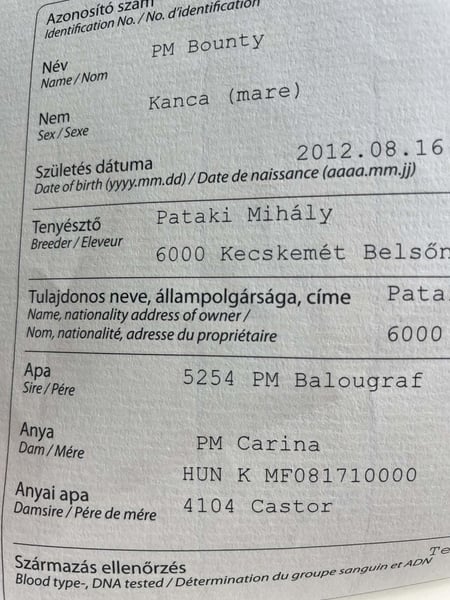 Azonosító szám
Identification No. / No. d'identification
Név PM Bounty
Name / Nom
Nem Kanca (mare)
Sex / Sexe
Születés dátuma 2012.08.16
Date of birth (yyyy.mm.dd) / Date de naissance (aaaa.mm.jj)
Tenyésztő Pataki Mihály
Breeder / Eleveur 6000 Kecskemét
Tulajdonos neve, állampolgársága, címe
Name, nationality address of owner / 6000
Nom, nationalité, adresse du propriétaire
Apa 5254 PM Balougraf
Sire / Pére
Anya PM Carina
Dam / Mére HUN K MF081710000
Anyai apa 4104 Castor
Damsire / Pére de mére
Származás ellenőrzés
Blood type-, DNA tested / Détermination du groupe sanguin et ADN